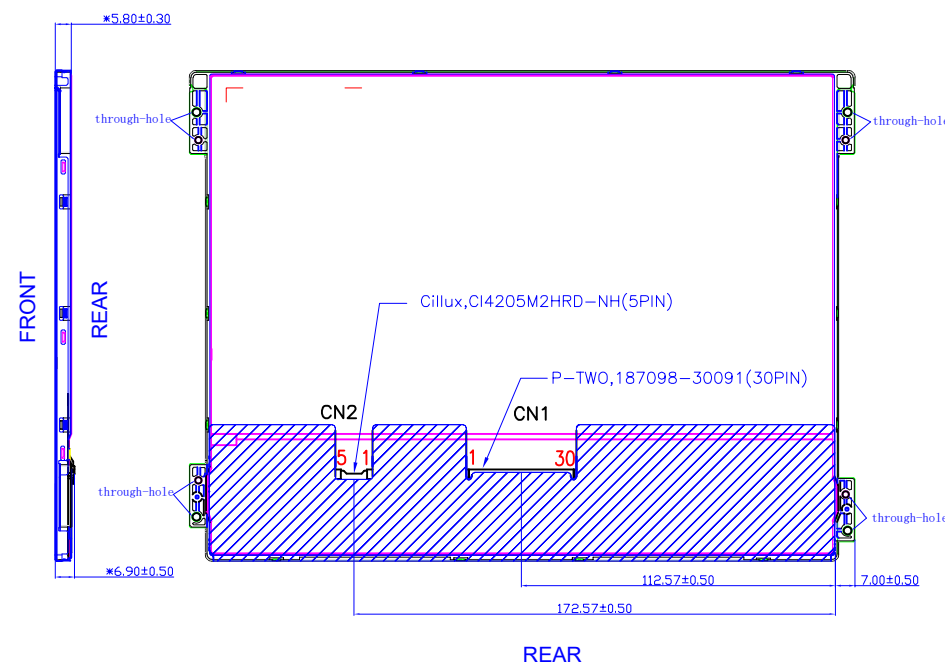 *5.80±0.30
through-hole
through-hole
FRONT
REAR
Cillux,CI4205M2HRD-NH(5PIN)
P-TWO,187098-30091(30PIN)
CN2
CN1
5 1
1 30
through-hole
through-hole
*6.90±0.50
112.57±0.50
7.00±0.50
172.57±0.50
REAR